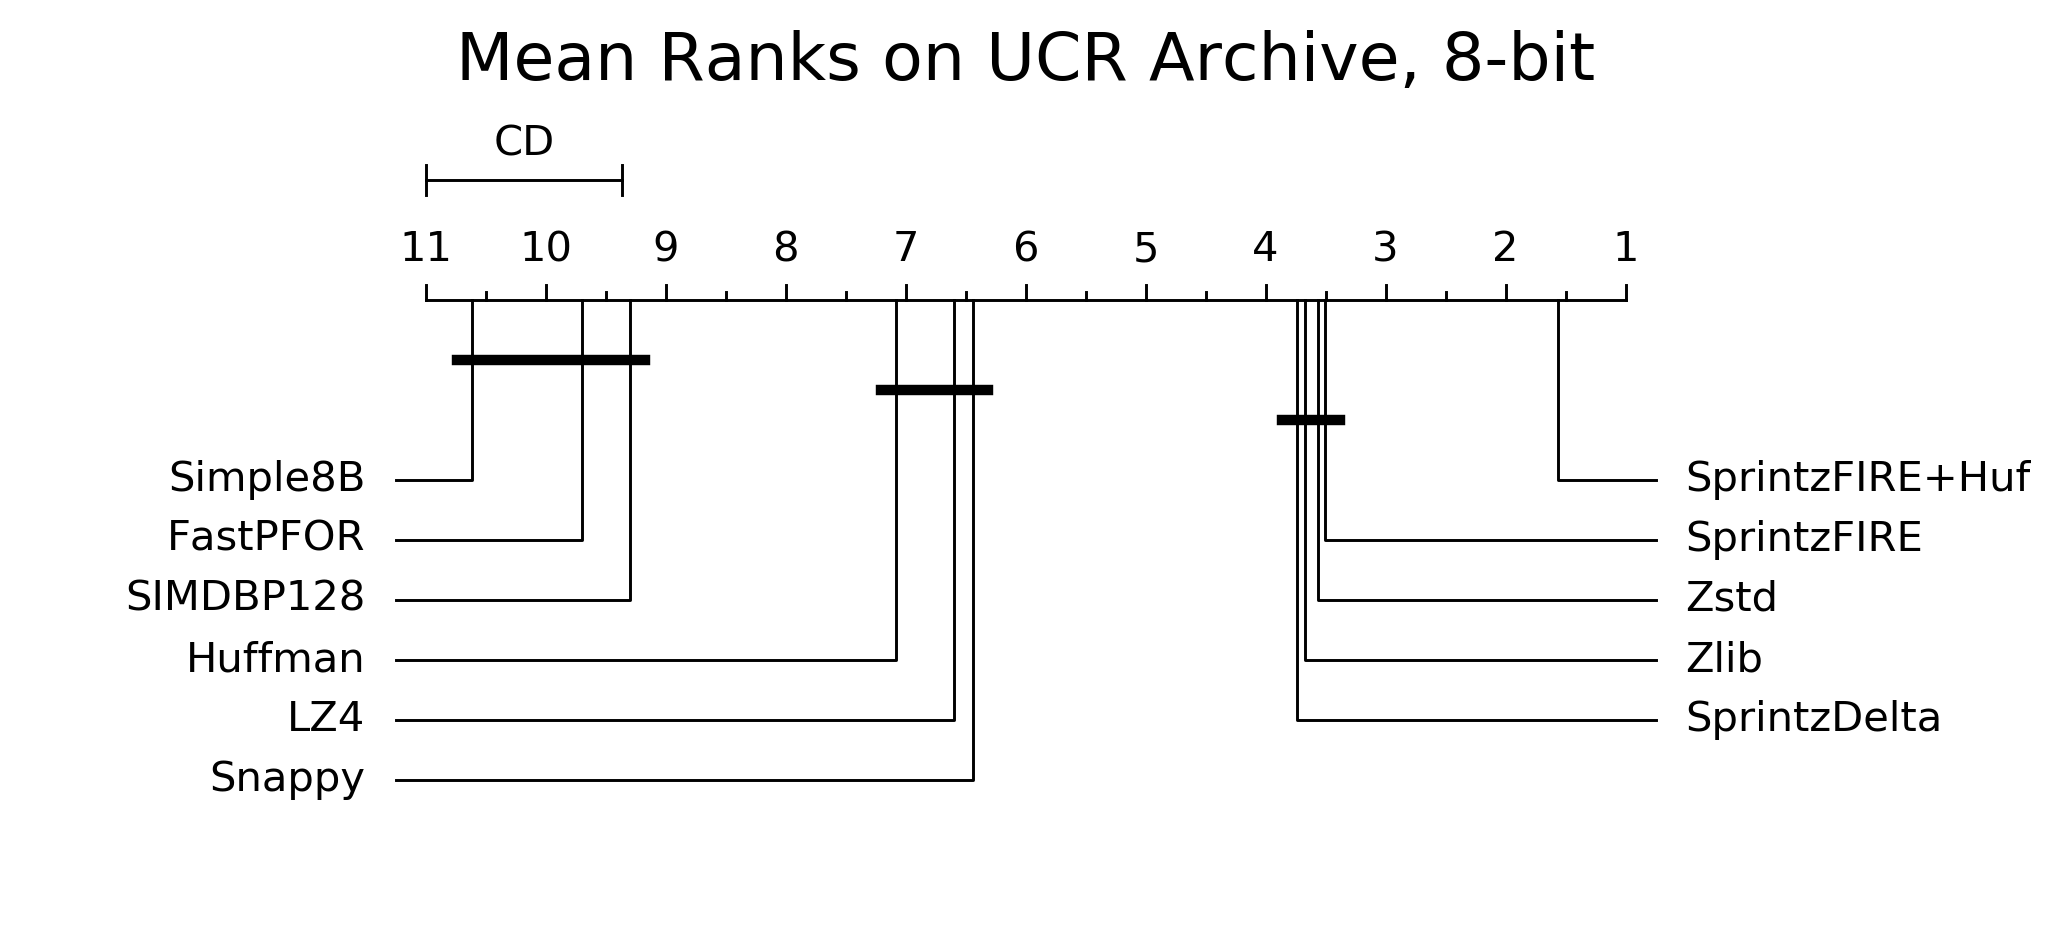 Mean Ranks on UCR Archive, 8-bit
CD
11 10 9 8 7 6 5 4 3 2 1
Simple8B
FastPFOR
SIMDBP128
Huffman
LZ4
Snappy
SprintzFIRE+Huf
SprintzFIRE
Zstd
Zlib
SprintzDelta